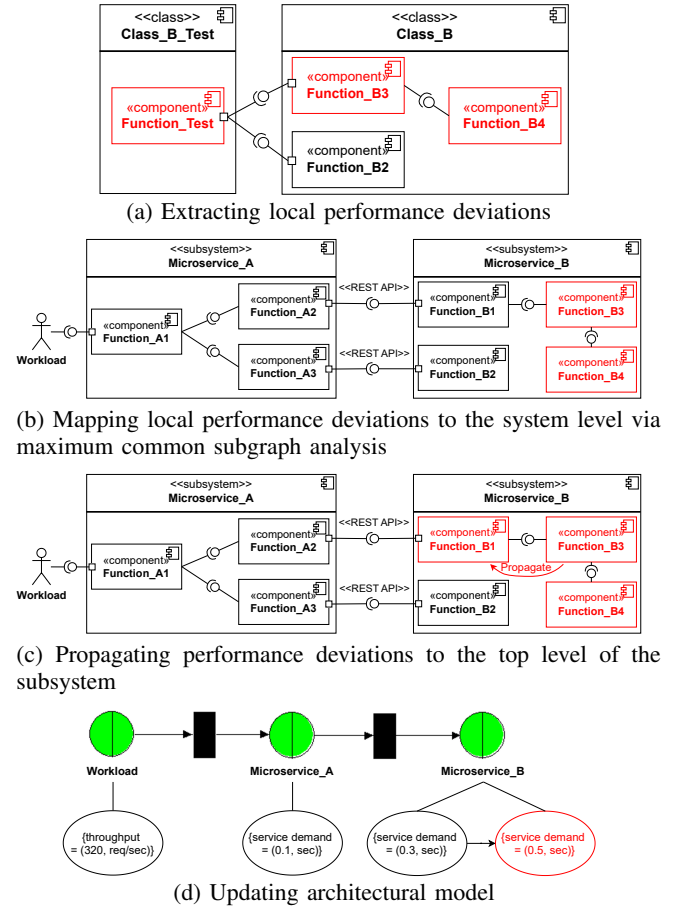 <<class>>
Class_B_Test
<<class>>
Class_B
«component»
Function_Test
«component»
Function_B3
«component»
Function_B4
«component»
Function_B2
(a) Extracting local performance deviations
<<subsystem>>
Microservice_A
<<REST API>>
<<subsystem>>
Microservice_B
Workload
«component»
Function_A1
«component»
Function_A2
«component»
Function_A3
<<REST API>>
«component»
Function_B1
«component»
Function_B3
«component»
Function_B2
«component»
Function_B4
(b) Mapping local performance deviations to the system level via
maximum common subgraph analysis
<<subsystem>>
Microservice_A
<<REST API>>
<<subsystem>>
Microservice_B
Workload
«component»
Function_A1
«component»
Function_A2
«component»
Function_A3
<<REST API>>
«component»
Function_B1
«component»
Function_B3
Propagate
«component»
Function_B2
«component»
Function_B4
(c) Propagating performance deviations to the top level of the
subsystem
Workload
Microservice_A
Microservice_B
{throughput
= (320, req/sec)}
{service demand
= (0.1, sec)}
{service demand
= (0.3, sec)}
{service demand
= (0.5, sec)}
(d) Updating architectural model